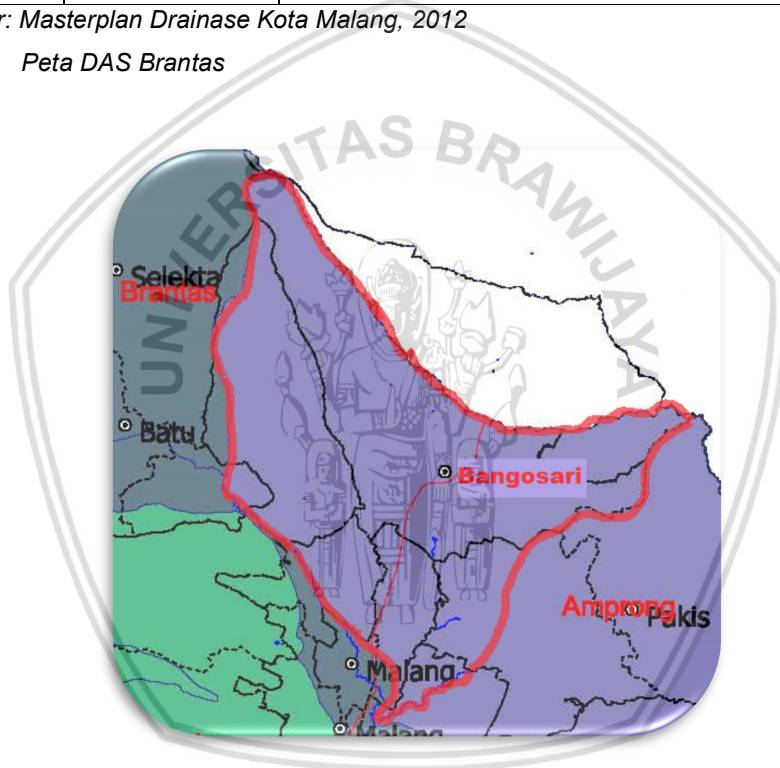 r: Masterplan Drainase Kota Malang, 2012
Peta DAS Brantas
UNIVERSITAS BRAWIJAYA
Selekta
Brantas
Batu
Bangosari
Amprong
Pakis
Malang
Malang